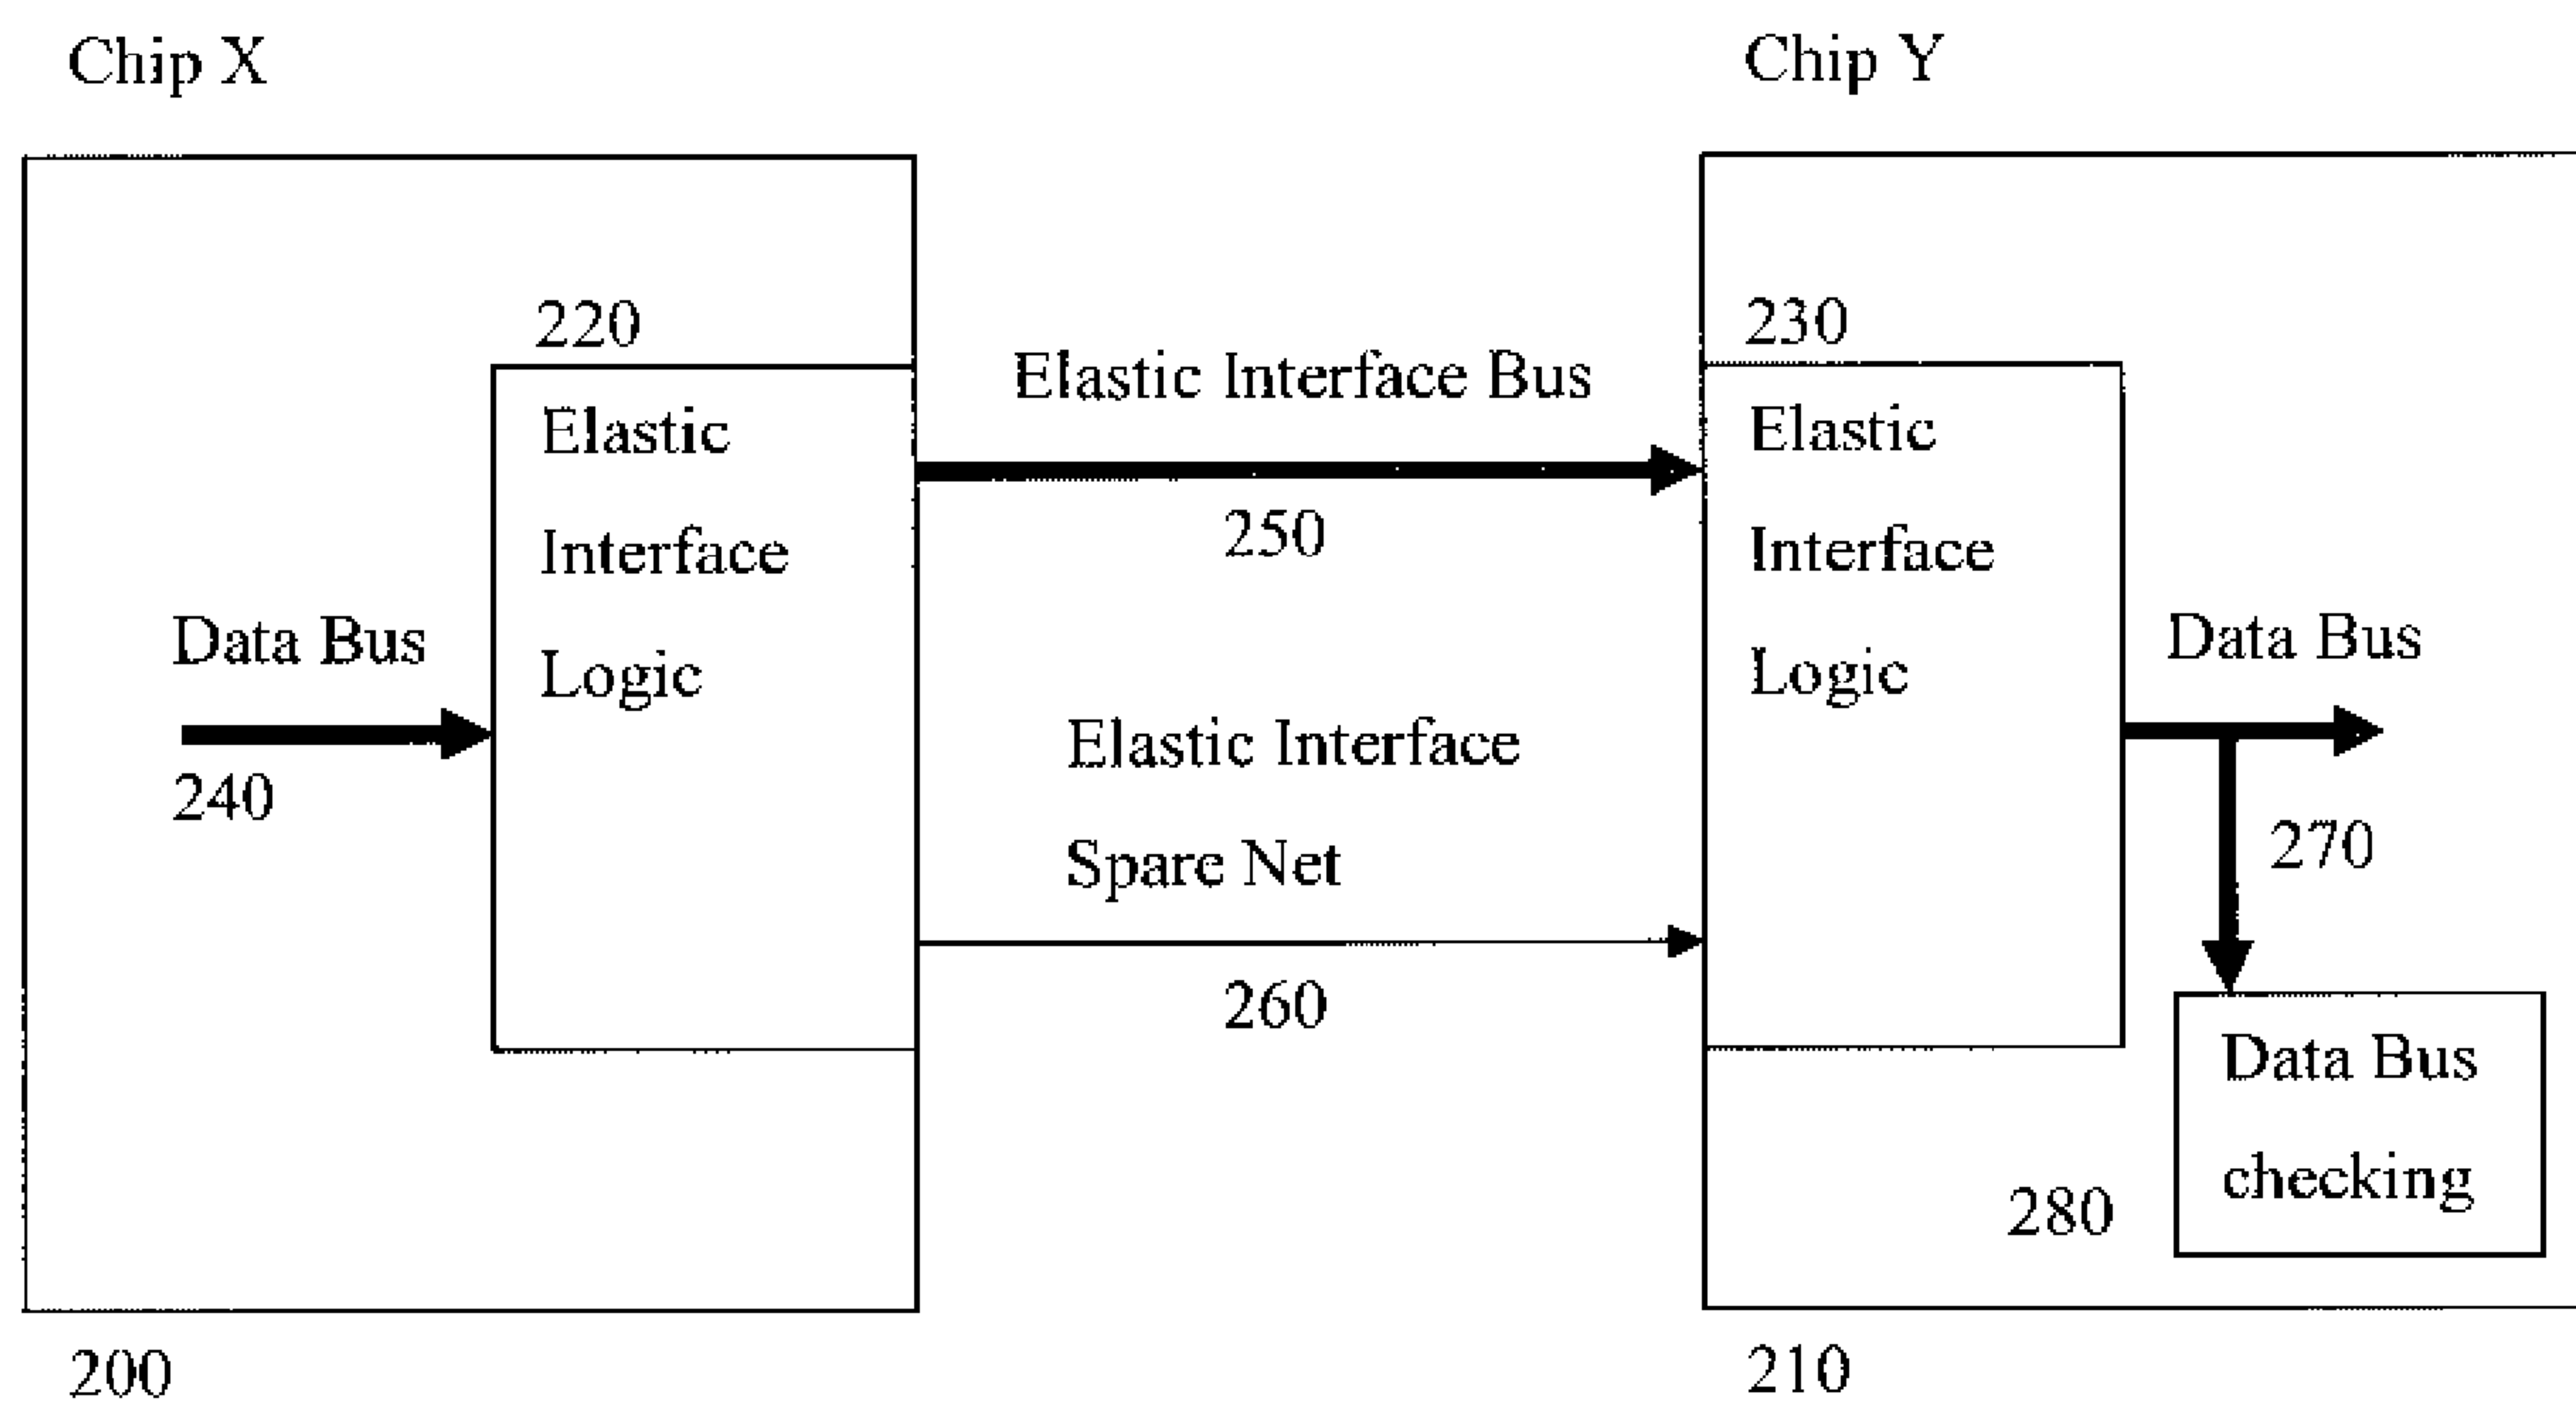 Chip X
Chip Y
220
Elastic
Interface
Logic
Data Bus
240
Elastic Interface Bus
250
Elastic Interface
Spare Net
260
230
Elastic
Interface
Logic
Data Bus
270
Data Bus
checking
280
200
210